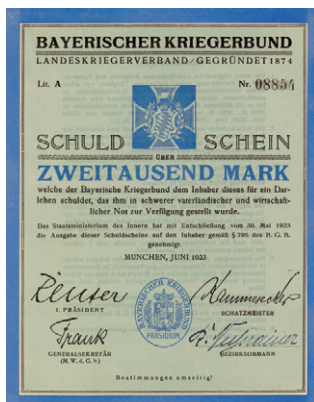 BAYERISCHER KRIEGERBUND
LANDESKRIEGERVERBAND / GEGRÜNDET 1874
Lit. A Nr. 08854
SCHULD SCHEIN
ÜBER
ZWEITAUSEND MARK
welche der Bayerische Kriegerbund dem Inhaber dieses für ein Dar-
lehen schuldet, das ihm in schwerer vaterländischer und wirtschaft-
licher Not zur Verfügung gestellt wurde.
Das Staatsministerium des Innern hat mit Entschließung vom 30. Mai 1923
die Ausgabe dieser Schuldscheine auf den Inhaber gemäß § 795 des B. G. B.
genehmigt.
MÜNCHEN, JUNI 1923
I. PRÄSIDENT SCHATZMEISTER
BAYERISCHER KRIEGERBUND
PRÄSIDIUM
Frank
GENERALSEKRETÄR BEZIRKSOBMANN
(M. W. d. G. b.)
Bestimmungen umseitig!